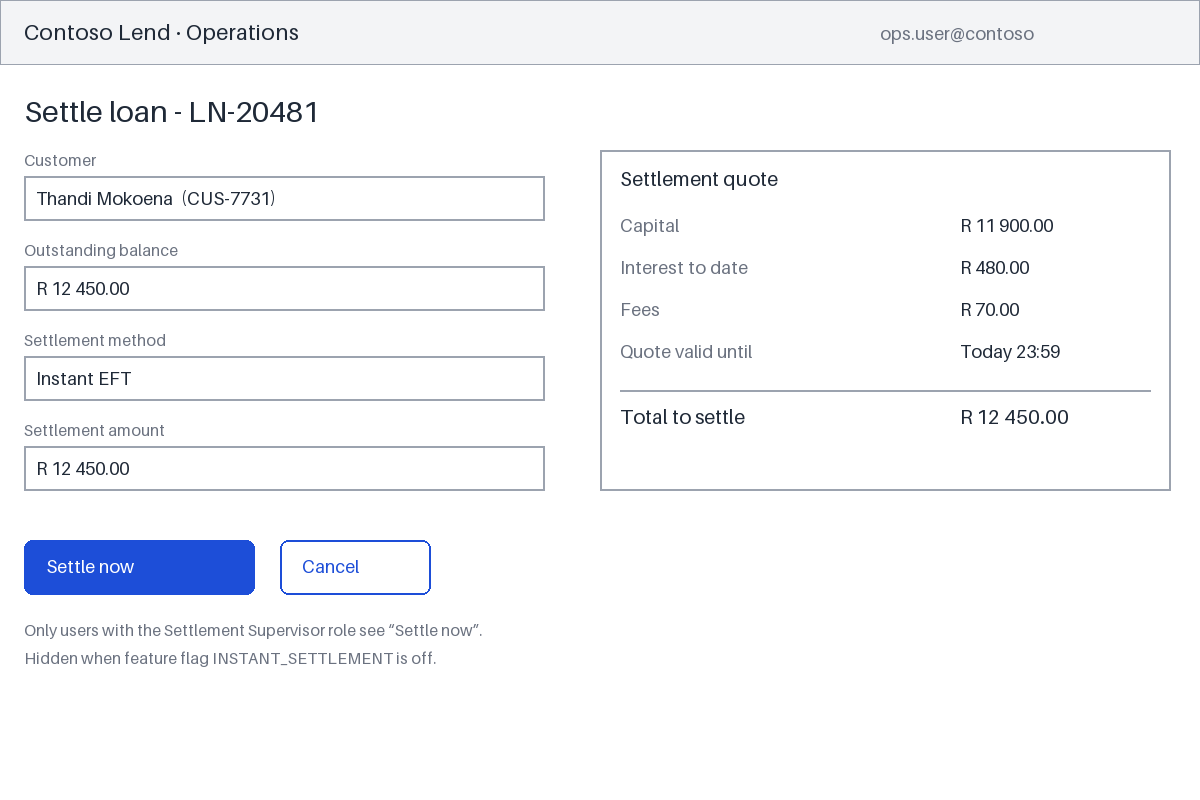 Contoso Lend · Operations
ops.user@contoso
Settle loan - LN-20481
Customer
Thandi Mokoena (CUS-7731)
Outstanding balance
R 12 450.00
Settlement method
Instant EFT
Settlement amount
R 12 450.00
Settlement quote
Capital R 11 900.00
Interest to date R 480.00
Fees R 70.00
Quote valid until Today 23:59
Total to settle R 12 450.00
Settle now
Cancel
Only users with the Settlement Supervisor role see “Settle now”.
Hidden when feature flag INSTANT_SETTLEMENT is off.